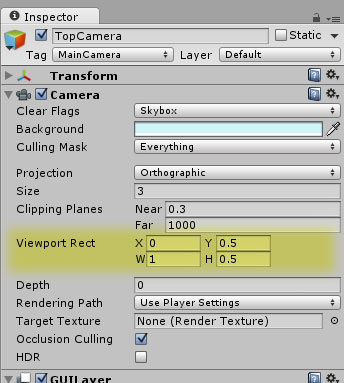 Inspector
TopCamera Static
Tag MainCamera Layer Default
Transform
Camera
Clear Flags Skybox
Background
Culling Mask Everything
Projection Orthographic
Size 3
Clipping Planes Near 0.3
Far 1000
Viewport Rect X 0 Y 0.5
W 1 H 0.5
Depth 0
Rendering Path Use Player Settings
Target Texture None (Render Texture)
Occlusion Culling
HDR
GUILayer